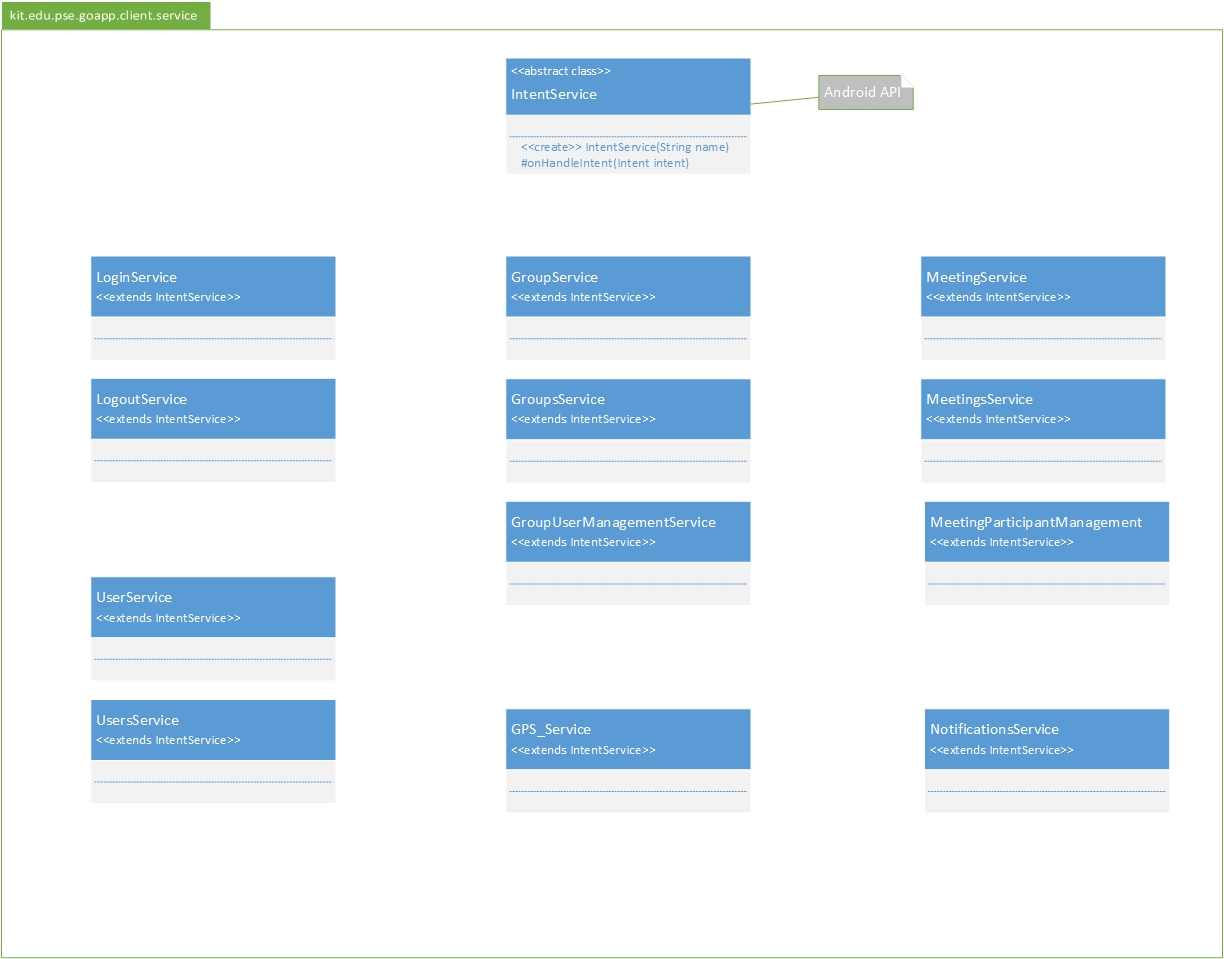 kit.edu.pse.goapp.client.service
<<abstract class>>
IntentService
Android API
<<create>> IntentService(String name)
#onHandleIntent(Intent intent)
LoginService
<<extends IntentService>>
GroupService
<<extends IntentService>>
MeetingService
<<extends IntentService>>
LogoutService
<<extends IntentService>>
GroupsService
<<extends IntentService>>
MeetingsService
<<extends IntentService>>
GroupUserManagementService
<<extends IntentService>>
MeetingParticipantManagement
<<extends IntentService>>
UserService
<<extends IntentService>>
UsersService
<<extends IntentService>>
GPS_Service
<<extends IntentService>>
NotificationsService
<<extends IntentService>>